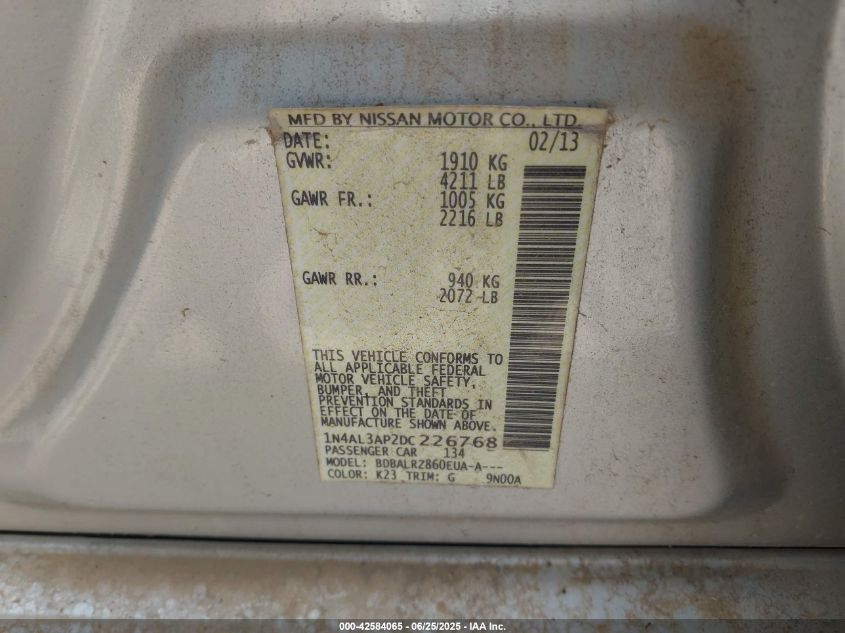 MFD BY NISSAN MOTOR CO., LTD.
DATE: 02/13
GVWR: 1910 KG
4211 LB
GAWR FR.: 1005 KG
2216 LB
GAWR RR.: 940 KG
2072 LB
THIS VEHICLE CONFORMS TO
ALL APPLICABLE FEDERAL
MOTOR VEHICLE SAFETY,
BUMPER, AND THEFT
PREVENTION STANDARDS IN
EFFECT ON THE DATE OF
MANUFACTURE SHOWN ABOVE.
1N4AL3AP2DC226768
PASSENGER CAR 134
MODEL: BDBALRZ860EUA-A---
COLOR: K23 TRIM: G 9N00A
000-42584065 - 06/25/2025 - IAA Inc.